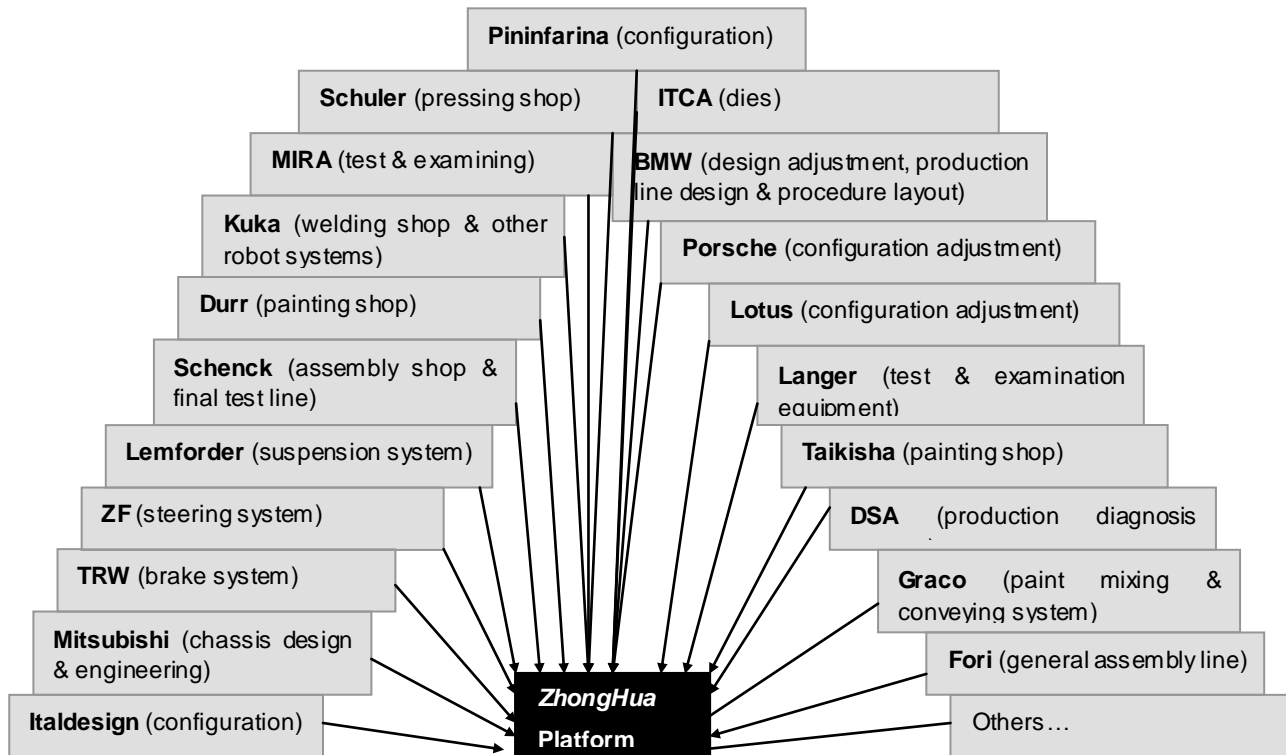 Pininfarina (configuration)
Schuler (pressing shop)
ITCA (dies)
MIRA (test & examining)
BMW (design adjustment, production
line design & procedure layout)
Kuka (welding shop & other
robot systems)
Porsche (configuration adjustment)
Durr (painting shop)
Lotus (configuration adjustment)
Schenck (assembly shop &
final test line)
Langer (test & examination
equipment)
Lemforder (suspension system)
Taikisha (painting shop)
ZF (steering system)
DSA (production diagnosis
TRW (brake system)
Graco (paint mixing &
conveying system)
Mitsubishi (chassis design
& engineering)
Fori (general assembly line)
Italdesign (configuration)
Others…
ZhongHua
Platform